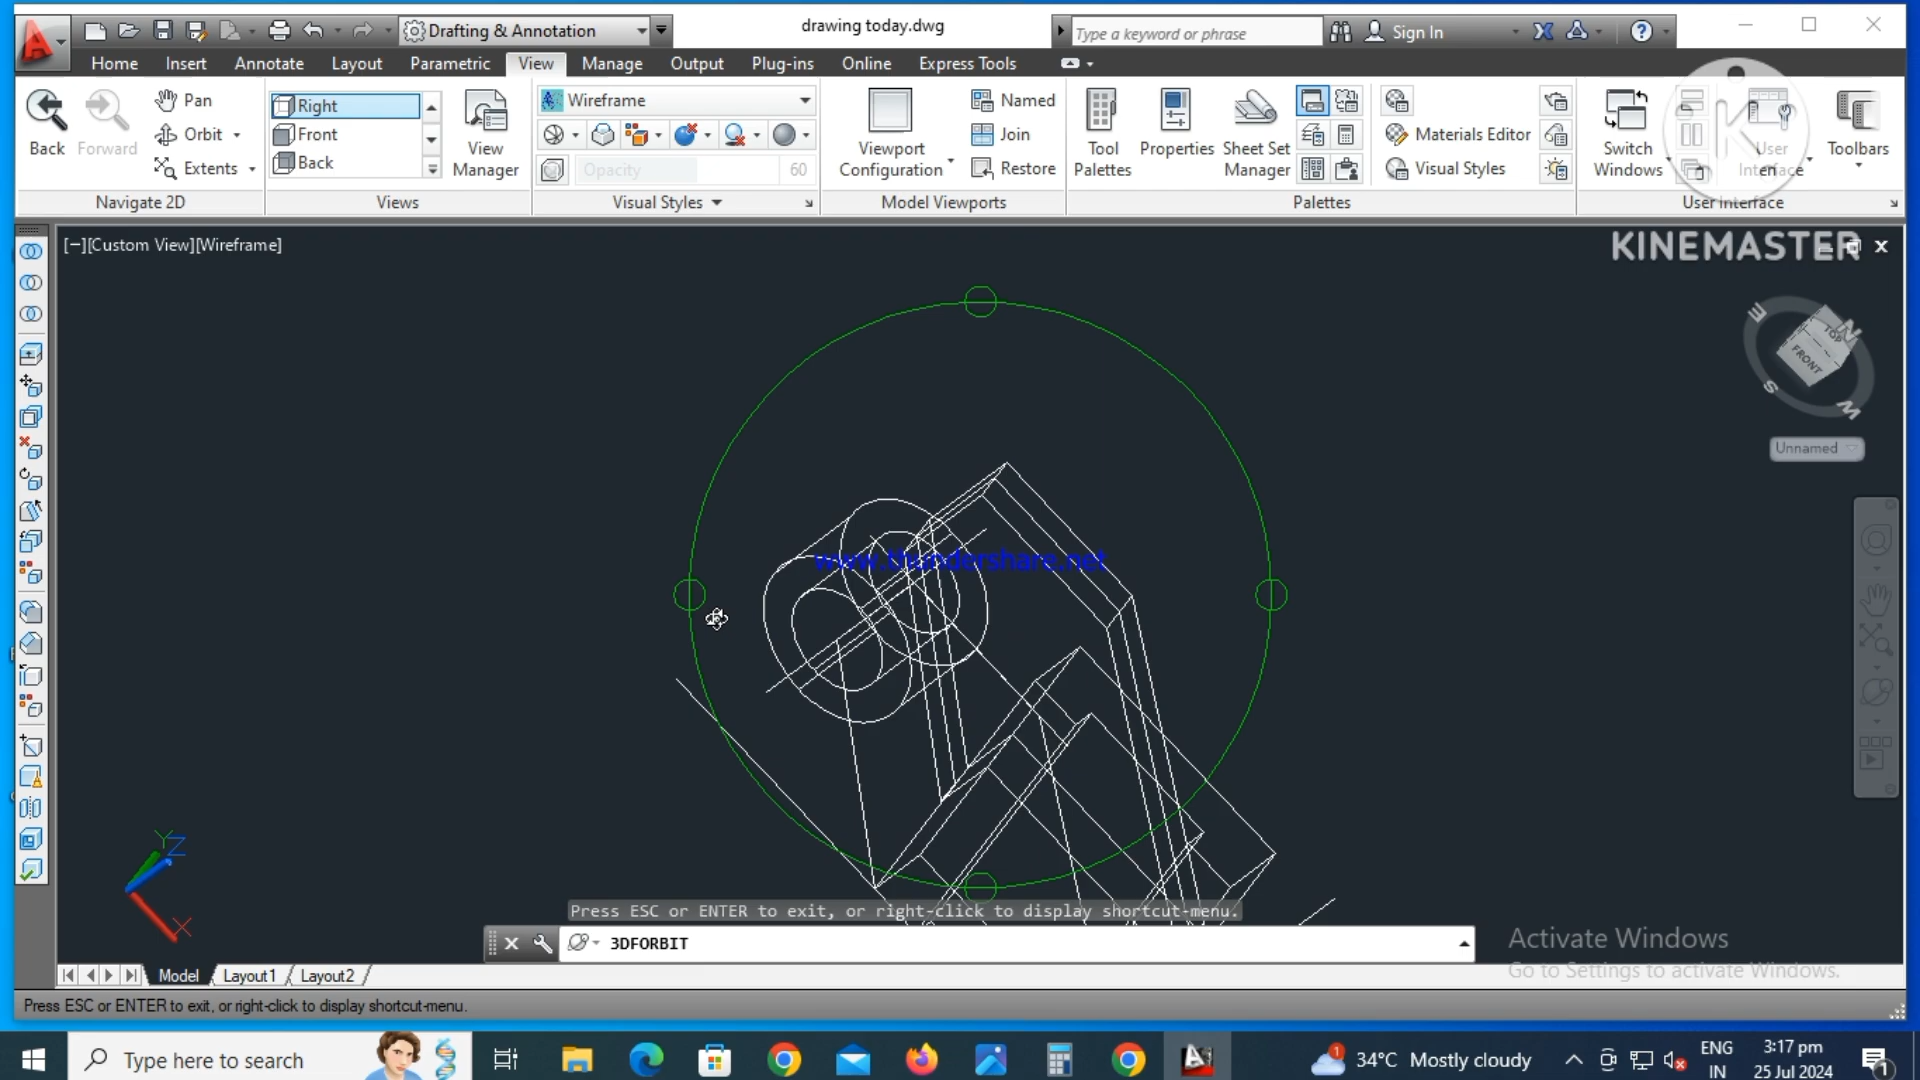 Drafting & Annotation
drawing today.dwg
Type a keyword or phrase
Sign In
Home Insert Annotate Layout Parametric View Manage Output Plug-ins Online Express Tools
Back
Forward
Pan
Orbit
Extents
Navigate 2D
Right
Front
Back
View
Manager
Views
Wireframe
Opacity 60
Visual Styles
Viewport
Configuration
Named
Join
Restore
Model Viewports
Tool
Palettes
Properties
Sheet Set
Manager
Materials Editor
Visual Styles
Palettes
Switch
Windows
User
Interface
Toolbars
User Interface
[−][Custom View][Wireframe]
KINEMASTER
E
N
TOP
FRONT
S
W
Unnamed
www.thundershare.net
Y
Z
X
Press ESC or ENTER to exit, or right-click to display shortcut-menu.
3DFORBIT
Activate Windows
Go to Settings to activate Windows.
Model Layout1 Layout2
Press ESC or ENTER to exit, or right-click to display shortcut-menu.
Type here to search
1
34°C Mostly cloudy
ENG
IN
3:17 pm
25 Jul 2024
1